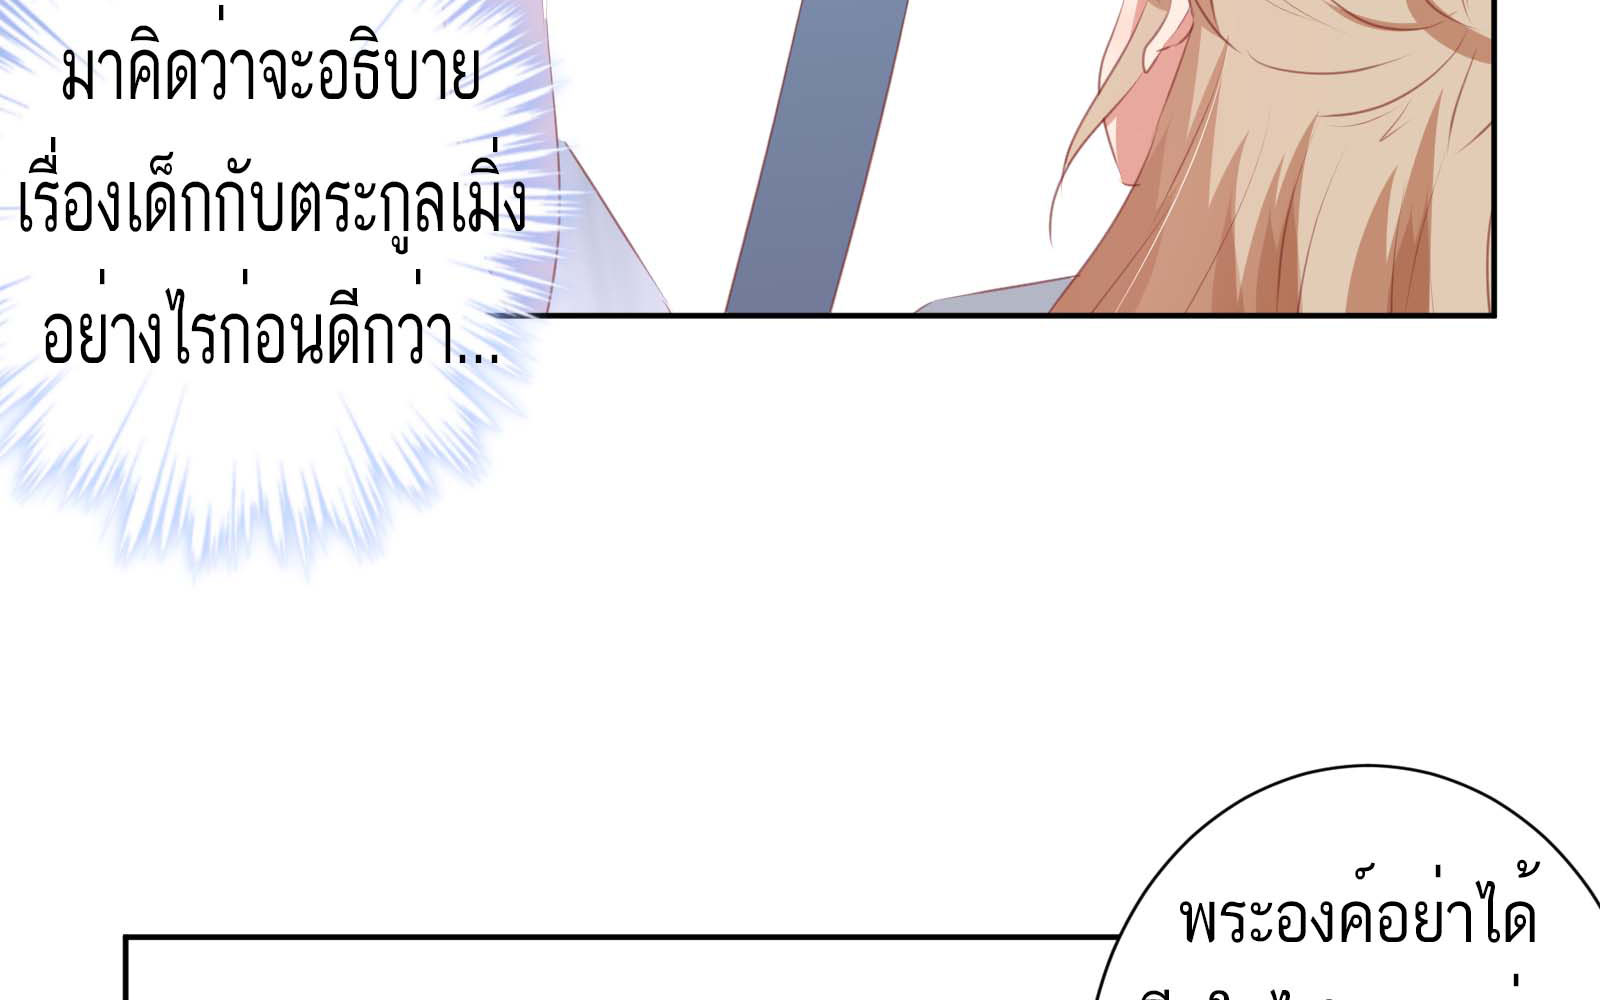 มาคิดว่าจะอธิบาย
เรื่องเด็กกับตระกูลเมิ่ง
อย่างไรก่อนดีกว่า...
พระองค์อย่าได้